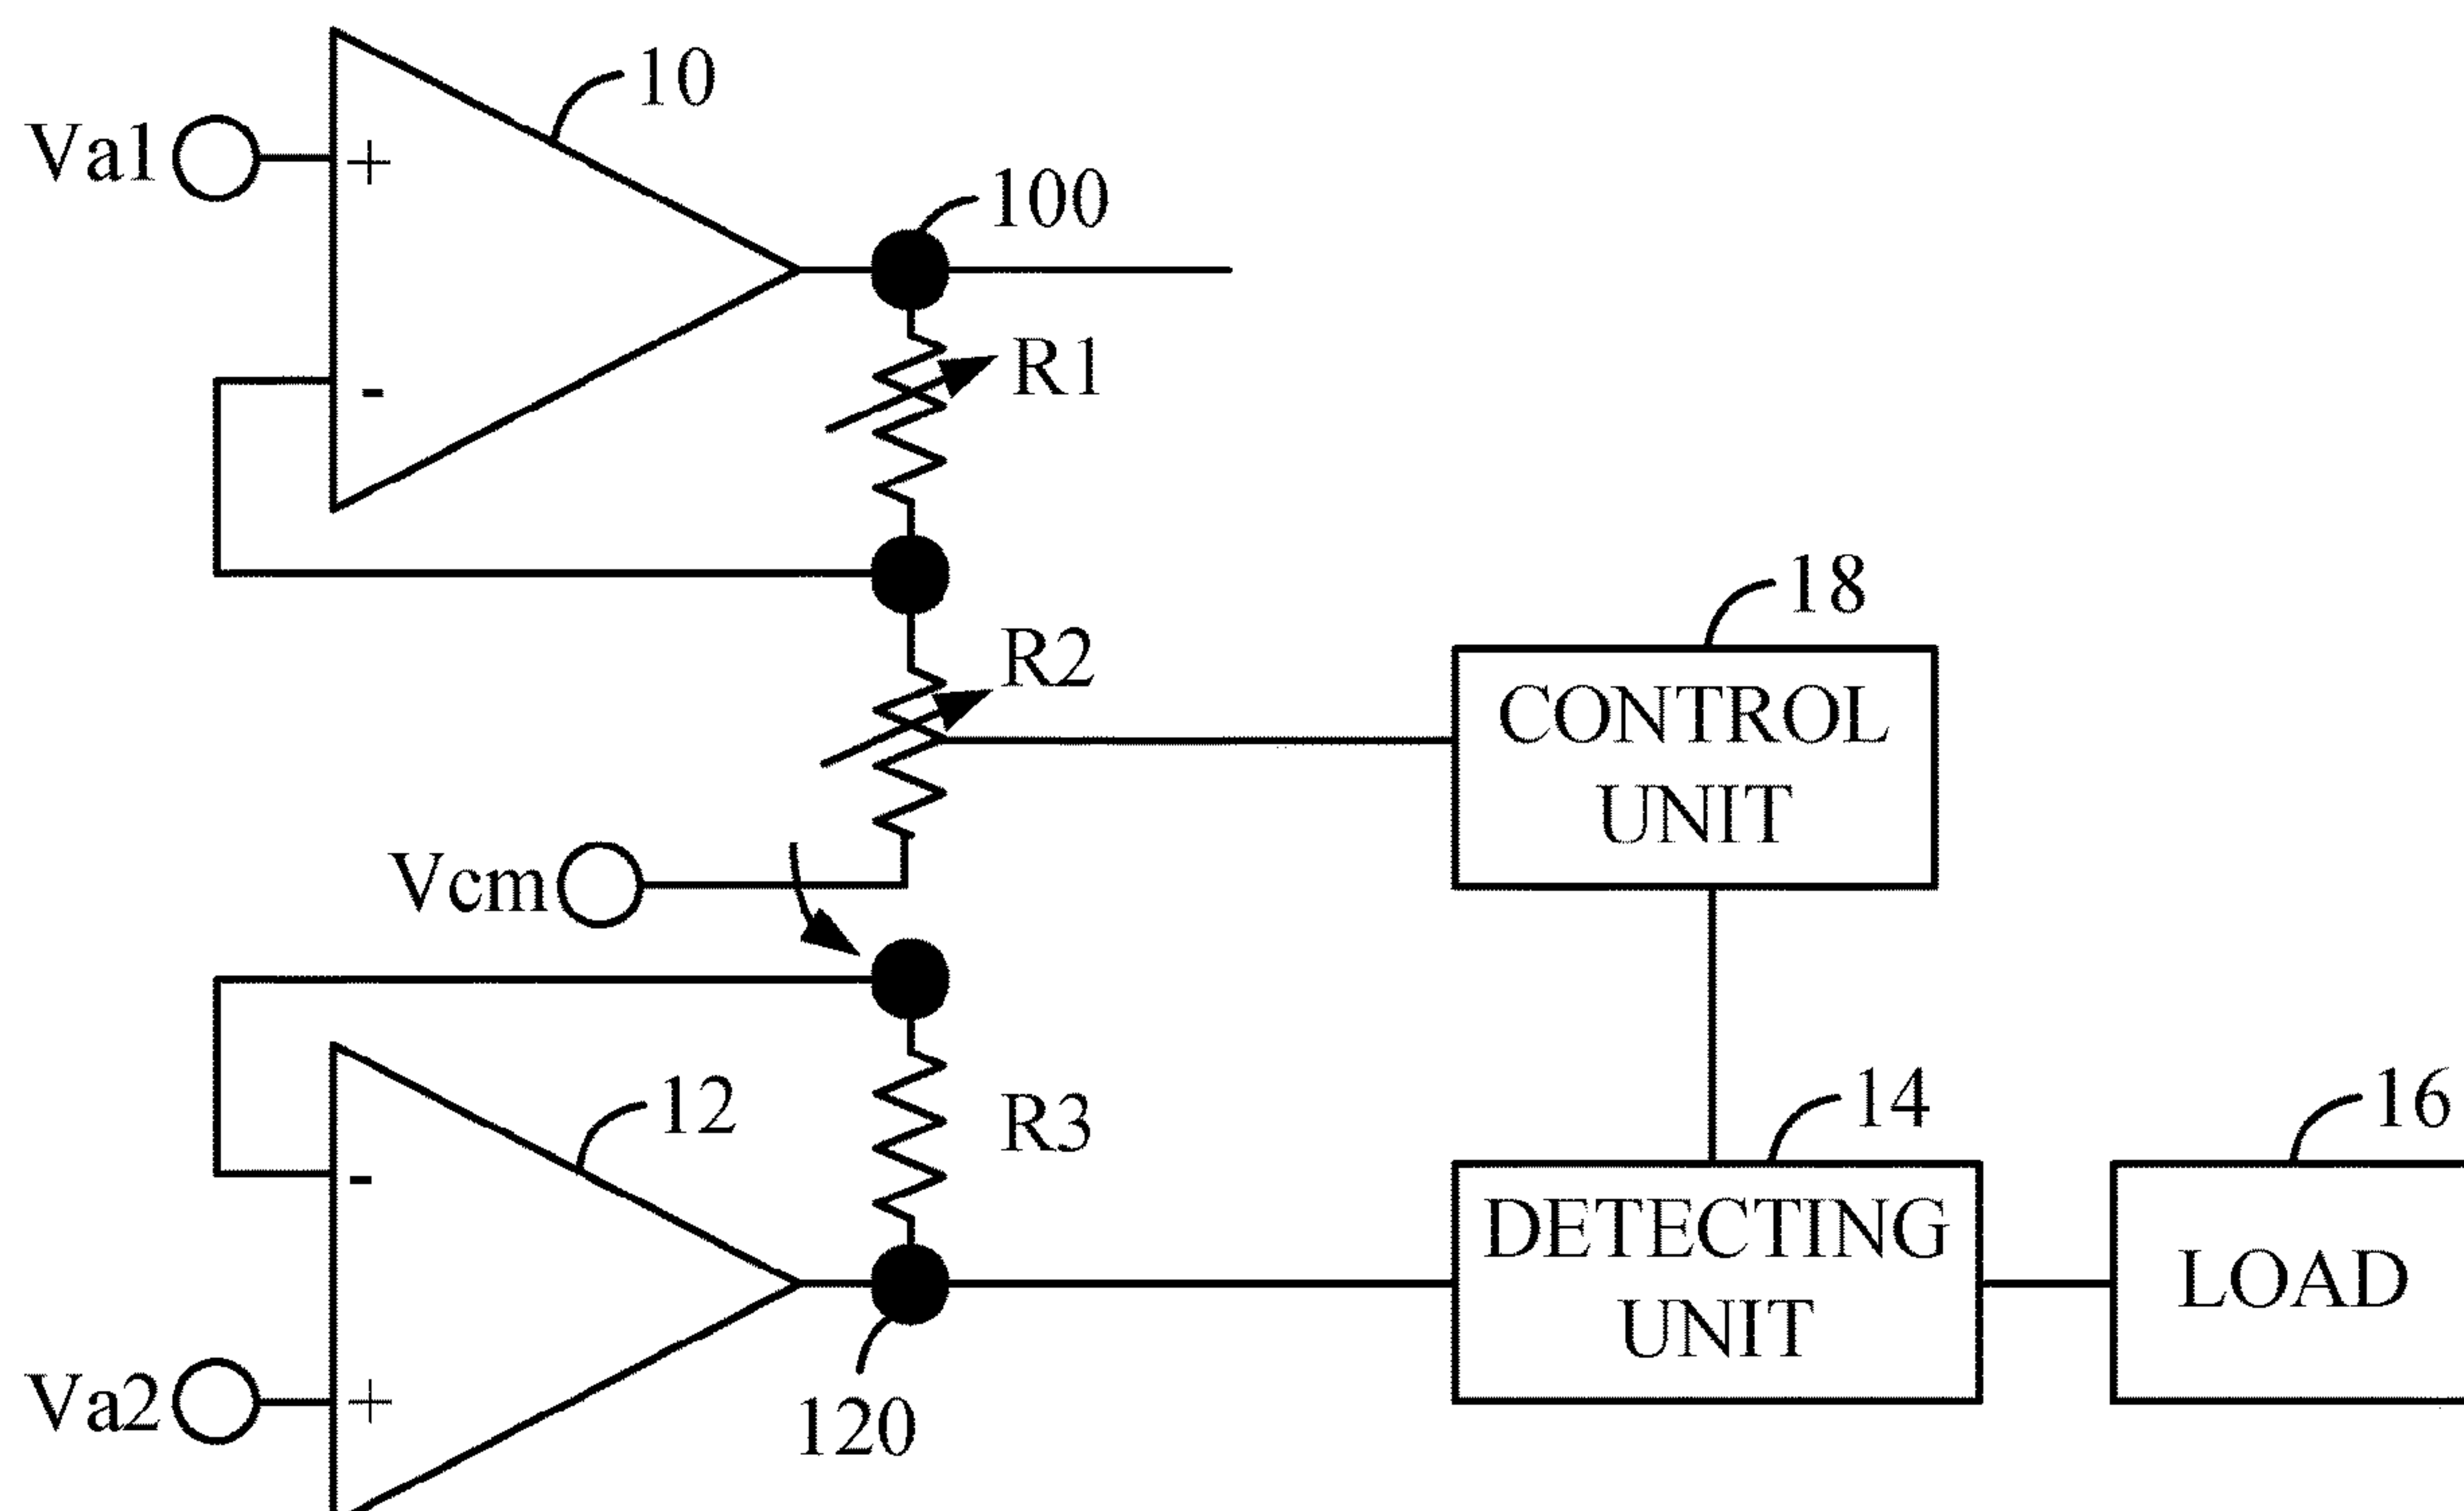 10
Va1
+
100
-
R1
18
R2
CONTROL
UNIT
Vcm
12
R3
14
16
-
DETECTING
UNIT
LOAD
Va2
+
120